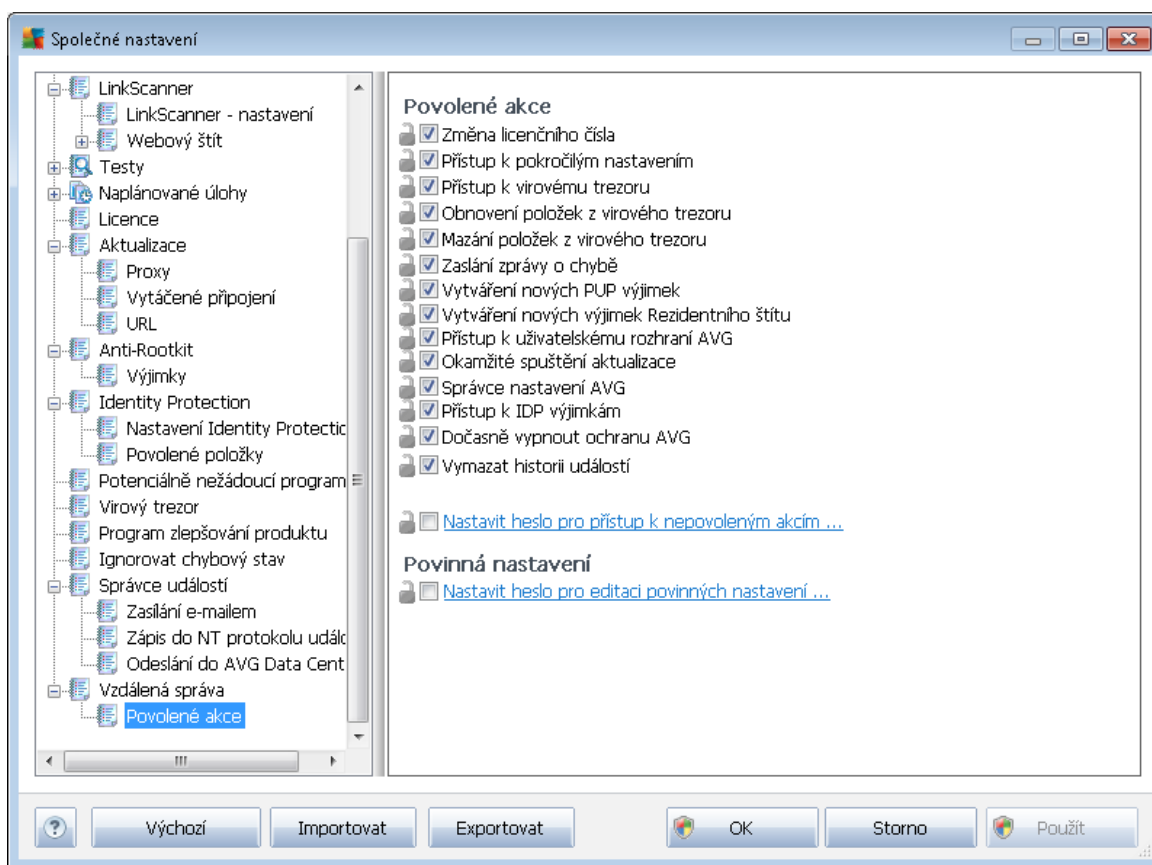 Společné nastavení
LinkScanner
LinkScanner - nastavení
Webový štít
Testy
Naplánované úlohy
Licence
Aktualizace
Proxy
Vytáčené připojení
URL
Anti-Rootkit
Výjimky
Identity Protection
Nastavení Identity Protectic
Povolené položky
Potenciálně nežádoucí program
Virový trezor
Program zlepšování produktu
Ignorovat chybový stav
Správce událostí
Zasílání e-mailem
Zápis do NT protokolu událc
Odeslání do AVG Data Cent
Vzdálená správa
Povolené akce
Povolené akce
Změna licenčního čísla
Přístup k pokročilým nastavením
Přístup k virovému trezoru
Obnovení položek z virového trezoru
Mazání položek z virového trezoru
Zaslání zprávy o chybě
Vytváření nových PUP výjimek
Vytváření nových výjimek Rezidentního štítu
Přístup k uživatelskému rozhraní AVG
Okamžité spuštění aktualizace
Správce nastavení AVG
Přístup k IDP výjimkám
Dočasně vypnout ochranu AVG
Vymazat historii událostí
Nastavit heslo pro přístup k nepovoleným akcím ...
Povinná nastavení
Nastavit heslo pro editaci povinných nastavení ...
?
Výchozí
Importovat
Exportovat
OK
Storno
Použít